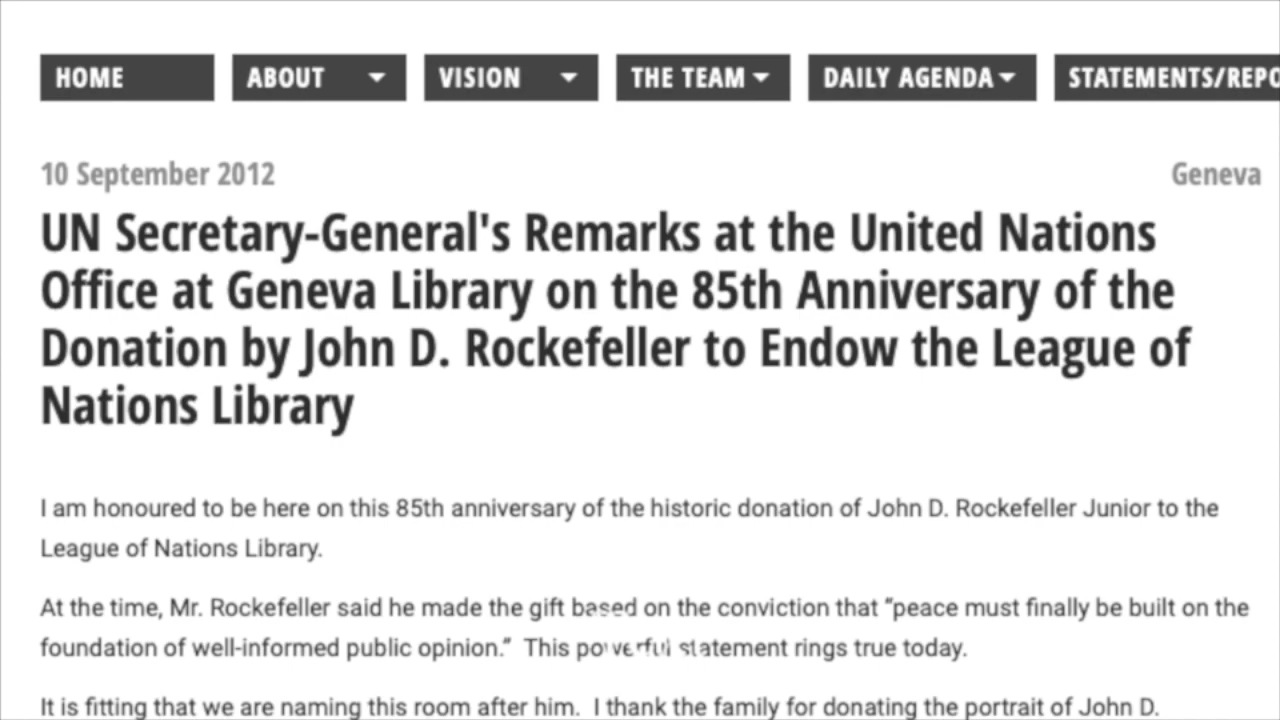 HOME ABOUT VISION THE TEAM DAILY AGENDA STATEMENTS/REPO
10 September 2012 Geneva
UN Secretary-General's Remarks at the United Nations
Office at Geneva Library on the 85th Anniversary of the
Donation by John D. Rockefeller to Endow the League of
Nations Library
I am honoured to be here on this 85th anniversary of the historic donation of John D. Rockefeller Junior to the
League of Nations Library.
At the time, Mr. Rockefeller said he made the gift based on the conviction that “peace must finally be built on the
foundation of well-informed public opinion.” This powerful statement rings true today.
It is fitting that we are naming this room after him. I thank the family for donating the portrait of John D.